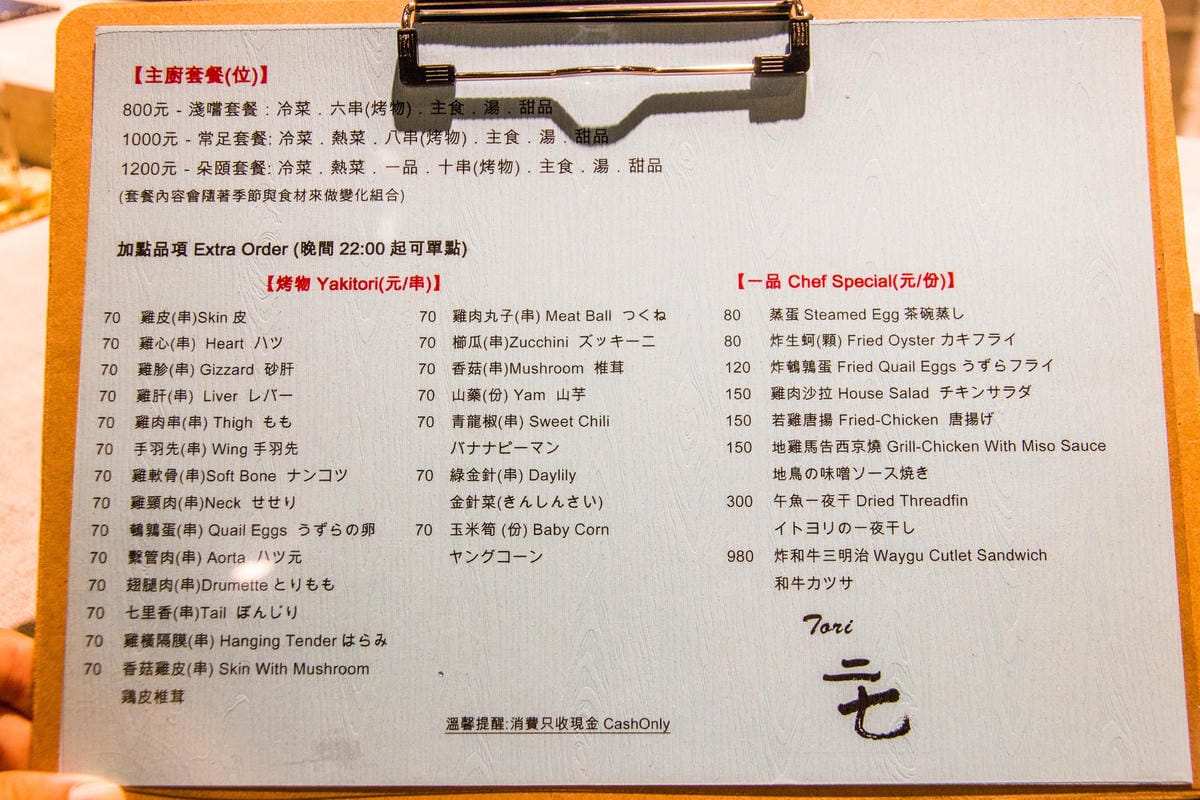 【主廚套餐(位)】
800元 - 淺嚐套餐：冷菜．六串(烤物)．主食．湯．甜品
1000元 - 常足套餐: 冷菜．熱菜．八串(烤物)．主食．湯．甜品
1200元 - 朵頤套餐: 冷菜．熱菜．一品．十串(烤物)．主食．湯．甜品
(套餐內容會隨著季節與食材來做變化組合)
加點品項 Extra Order (晚間 22:00 起可單點)
【烤物 Yakitori(元/串)】
70 雞皮(串)Skin 皮
70 雞心(串) Heart ハツ
70 雞胗(串) Gizzard 砂肝
70 雞肝(串) Liver レバー
70 雞肉串(串) Thigh もも
70 手羽先(串) Wing 手羽先
70 雞軟骨(串)Soft Bone ナンコツ
70 雞頸肉(串)Neck せせり
70 鵪鶉蛋(串) Quail Eggs うずらの卵
70 繫管肉(串) Aorta ハツ元
70 翅腿肉(串)Drumette とりもも
70 七里香(串)Tail ぼんじり
70 雞橫隔膜(串) Hanging Tender はらみ
70 香菇雞皮(串) Skin With Mushroom
鶏皮椎茸
70 雞肉丸子(串) Meat Ball つくね
70 櫛瓜(串)Zucchini ズッキーニ
70 香菇(串)Mushroom 椎茸
70 山藥(份) Yam 山芋
70 青龍椒(串) Sweet Chili
バナナピーマン
70 綠金針(串) Daylily
金針菜(きんしんさい)
70 玉米筍 (份) Baby Corn
ヤングコーン
【一品 Chef Special(元/份)】
80 蒸蛋 Steamed Egg 茶碗蒸し
80 炸生蚵(顆) Fried Oyster カキフライ
120 炸鵪鶉蛋 Fried Quail Eggs うずらフライ
150 雞肉沙拉 House Salad チキンサラダ
150 若雞唐揚 Fried-Chicken 唐揚げ
150 地雞馬告西京燒 Grill-Chicken With Miso Sauce
地鳥の味噌ソース焼き
300 午魚一夜干 Dried Threadfin
イトヨリの一夜干し
980 炸和牛三明治 Waygu Cutlet Sandwich
和牛カツサ
Tori
二七
溫馨提醒:消費只收現金 CashOnly